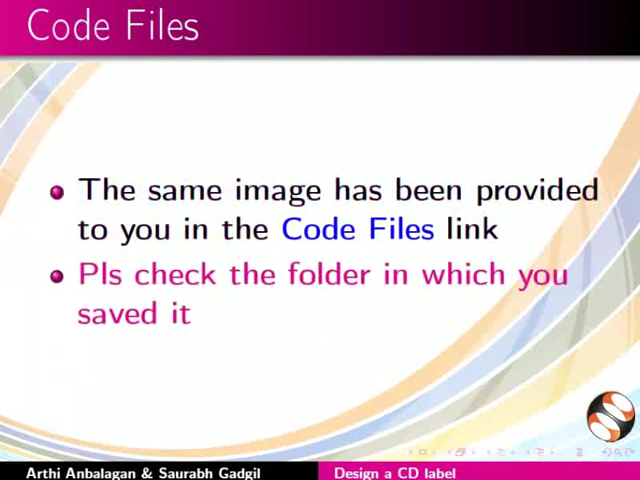 Code Files
The same image has been provided
to you in the Code Files link
Pls check the folder in which you
saved it
Arthi Anbalagan & Saurabh Gadgil
Design a CD label